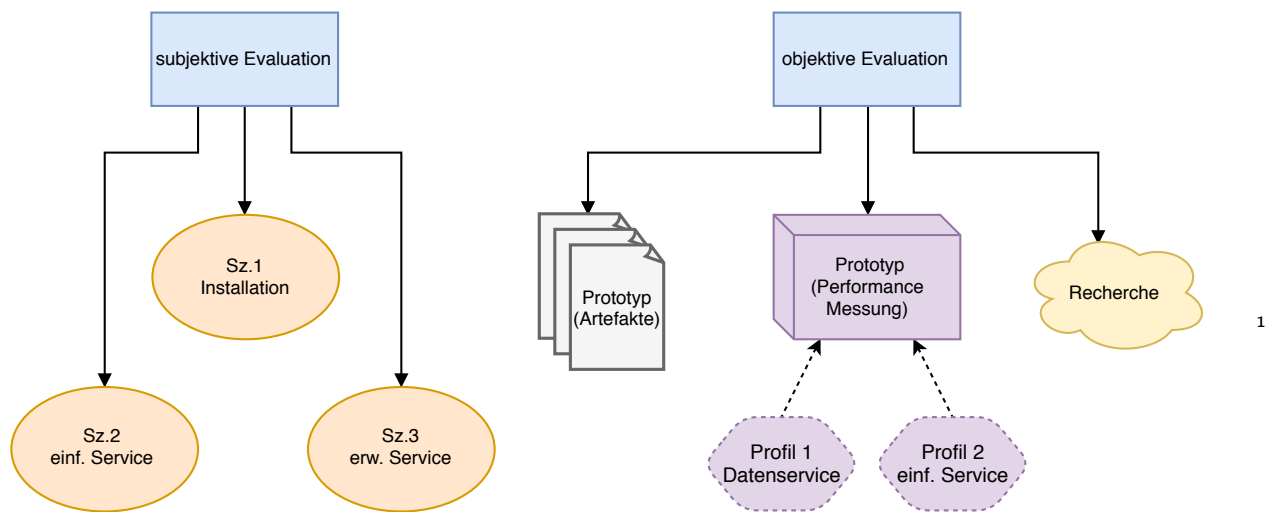 subjektive Evaluation
objektive Evaluation
Sz.1
Installation
Prototyp
(Artefakte)
Prototyp
(Performance
Messung)
Recherche
1
Sz.2
einf. Service
Sz.3
erw. Service
Profil 1
Datenservice
Profil 2
einf. Service